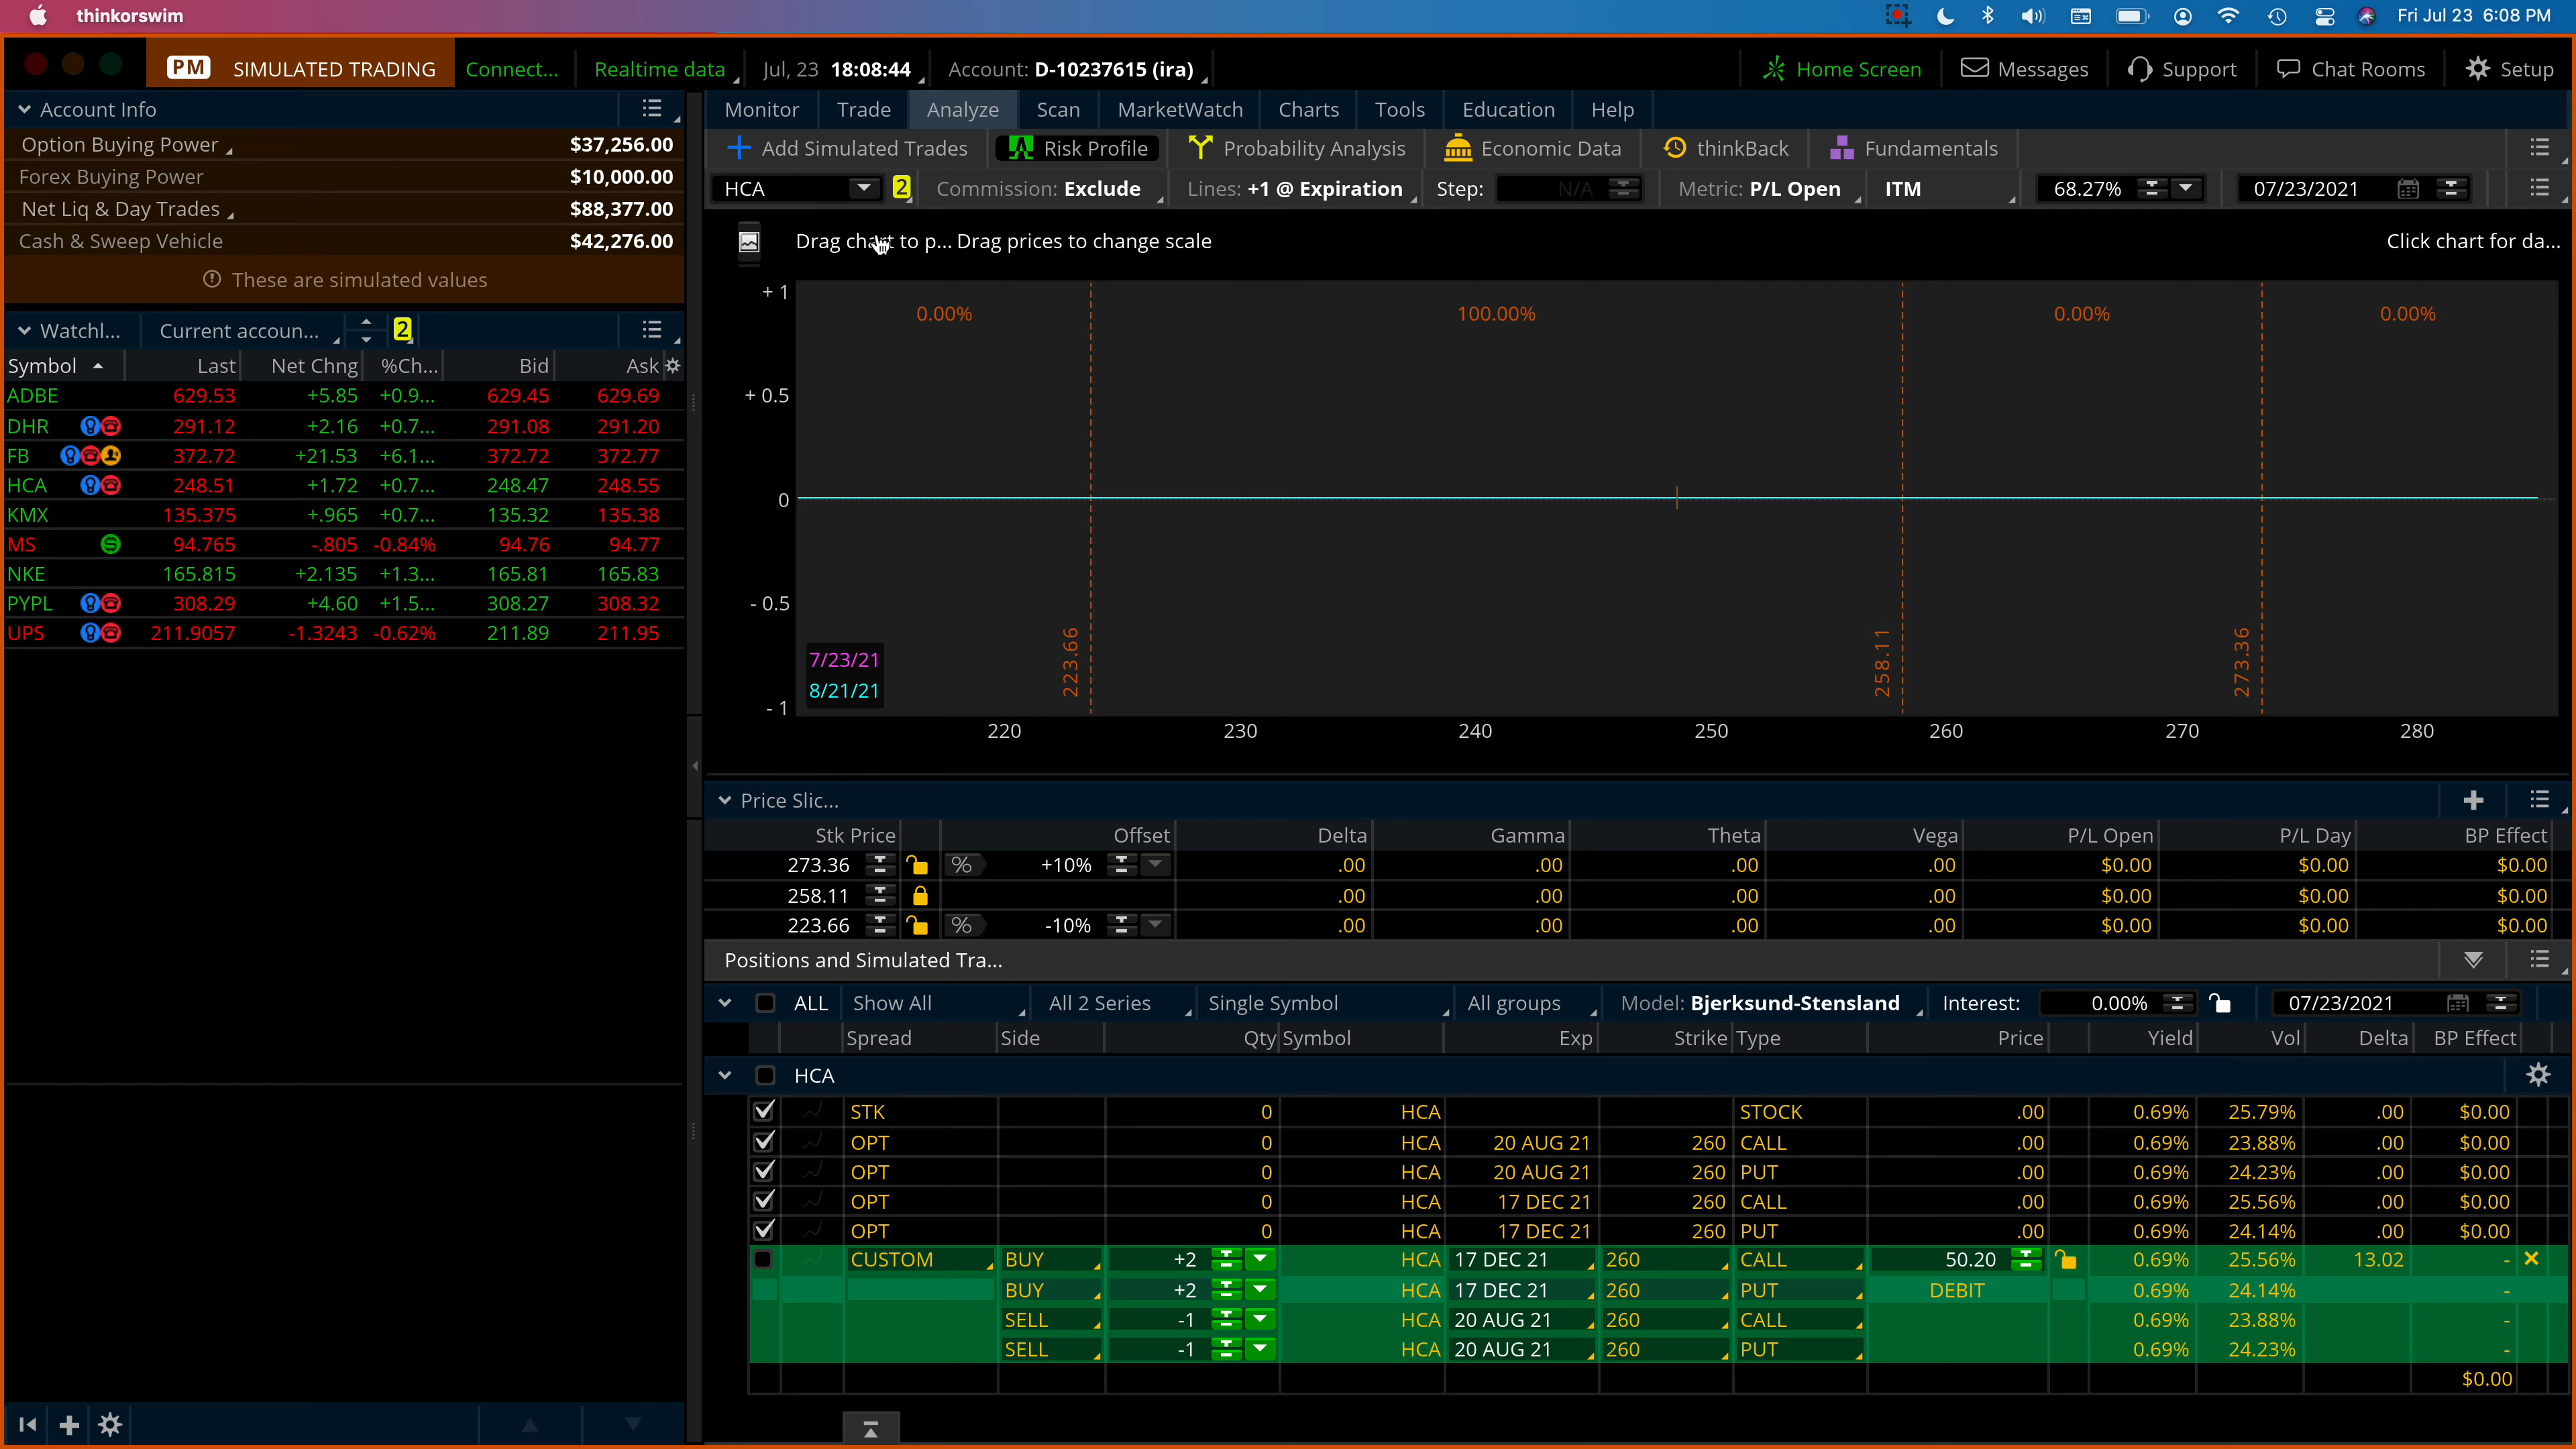 thinkorswim Fri Jul 23 6:08 PM
PM SIMULATED TRADING Connect... Realtime data Jul, 23 18:08:44 Account: D-10237615 (ira) Home Screen Messages Support Chat Rooms Setup
Account Info
Option Buying Power $37,256.00
Forex Buying Power $10,000.00
Net Liq & Day Trades $88,377.00
Cash & Sweep Vehicle $42,276.00
These are simulated values
Watchl... Current accoun... 2
Symbol Last Net Chng %Ch... Bid Ask
ADBE 629.53 +5.85 +0.9... 629.45 629.69
DHR 291.12 +2.16 +0.7... 291.08 291.20
FB 372.72 +21.53 +6.1... 372.72 372.77
HCA 248.51 +1.72 +0.7... 248.47 248.55
KMX 135.375 +.965 +0.7... 135.32 135.38
MS 94.765 -.805 -0.84% 94.76 94.77
NKE 165.815 +2.135 +1.3... 165.81 165.83
PYPL 308.29 +4.60 +1.5... 308.27 308.32
UPS 211.9057 -1.3243 -0.62% 211.89 211.95
Monitor Trade Analyze Scan MarketWatch Charts Tools Education Help
Add Simulated Trades Risk Profile Probability Analysis Economic Data thinkBack Fundamentals
HCA 2 Commission: Exclude Lines: +1 @ Expiration Step: N/A Metric: P/L Open ITM 68.27% 07/23/2021
Drag chart to p... Drag prices to change scale Click chart for da...
+ 1
0.00% 100.00% 0.00% 0.00%
+ 0.5
0
- 0.5
7/23/21
8/21/21
223.66 258.11 273.36
- 1
220 230 240 250 260 270 280
Price Slic...
Stk Price Offset Delta Gamma Theta Vega P/L Open P/L Day BP Effect
273.36 % +10% .00 .00 .00 .00 $0.00 $0.00 $0.00
258.11 .00 .00 .00 .00 $0.00 $0.00 $0.00
223.66 % -10% .00 .00 .00 .00 $0.00 $0.00 $0.00
Positions and Simulated Tra...
ALL Show All All 2 Series Single Symbol All groups Model: Bjerksund-Stensland Interest: 0.00% 07/23/2021
Spread Side Qty Symbol Exp Strike Type Price Yield Vol Delta BP Effect
HCA
STK 0 HCA STOCK .00 0.69% 25.79% .00 $0.00
OPT 0 HCA 20 AUG 21 260 CALL .00 0.69% 23.88% .00 $0.00
OPT 0 HCA 20 AUG 21 260 PUT .00 0.69% 24.23% .00 $0.00
OPT 0 HCA 17 DEC 21 260 CALL .00 0.69% 25.56% .00 $0.00
OPT 0 HCA 17 DEC 21 260 PUT .00 0.69% 24.14% .00 $0.00
CUSTOM BUY +2 HCA 17 DEC 21 260 CALL 50.20 0.69% 25.56% 13.02 -
BUY +2 HCA 17 DEC 21 260 PUT DEBIT 0.69% 24.14% -
SELL -1 HCA 20 AUG 21 260 CALL 0.69% 23.88% -
SELL -1 HCA 20 AUG 21 260 PUT 0.69% 24.23% -
$0.00